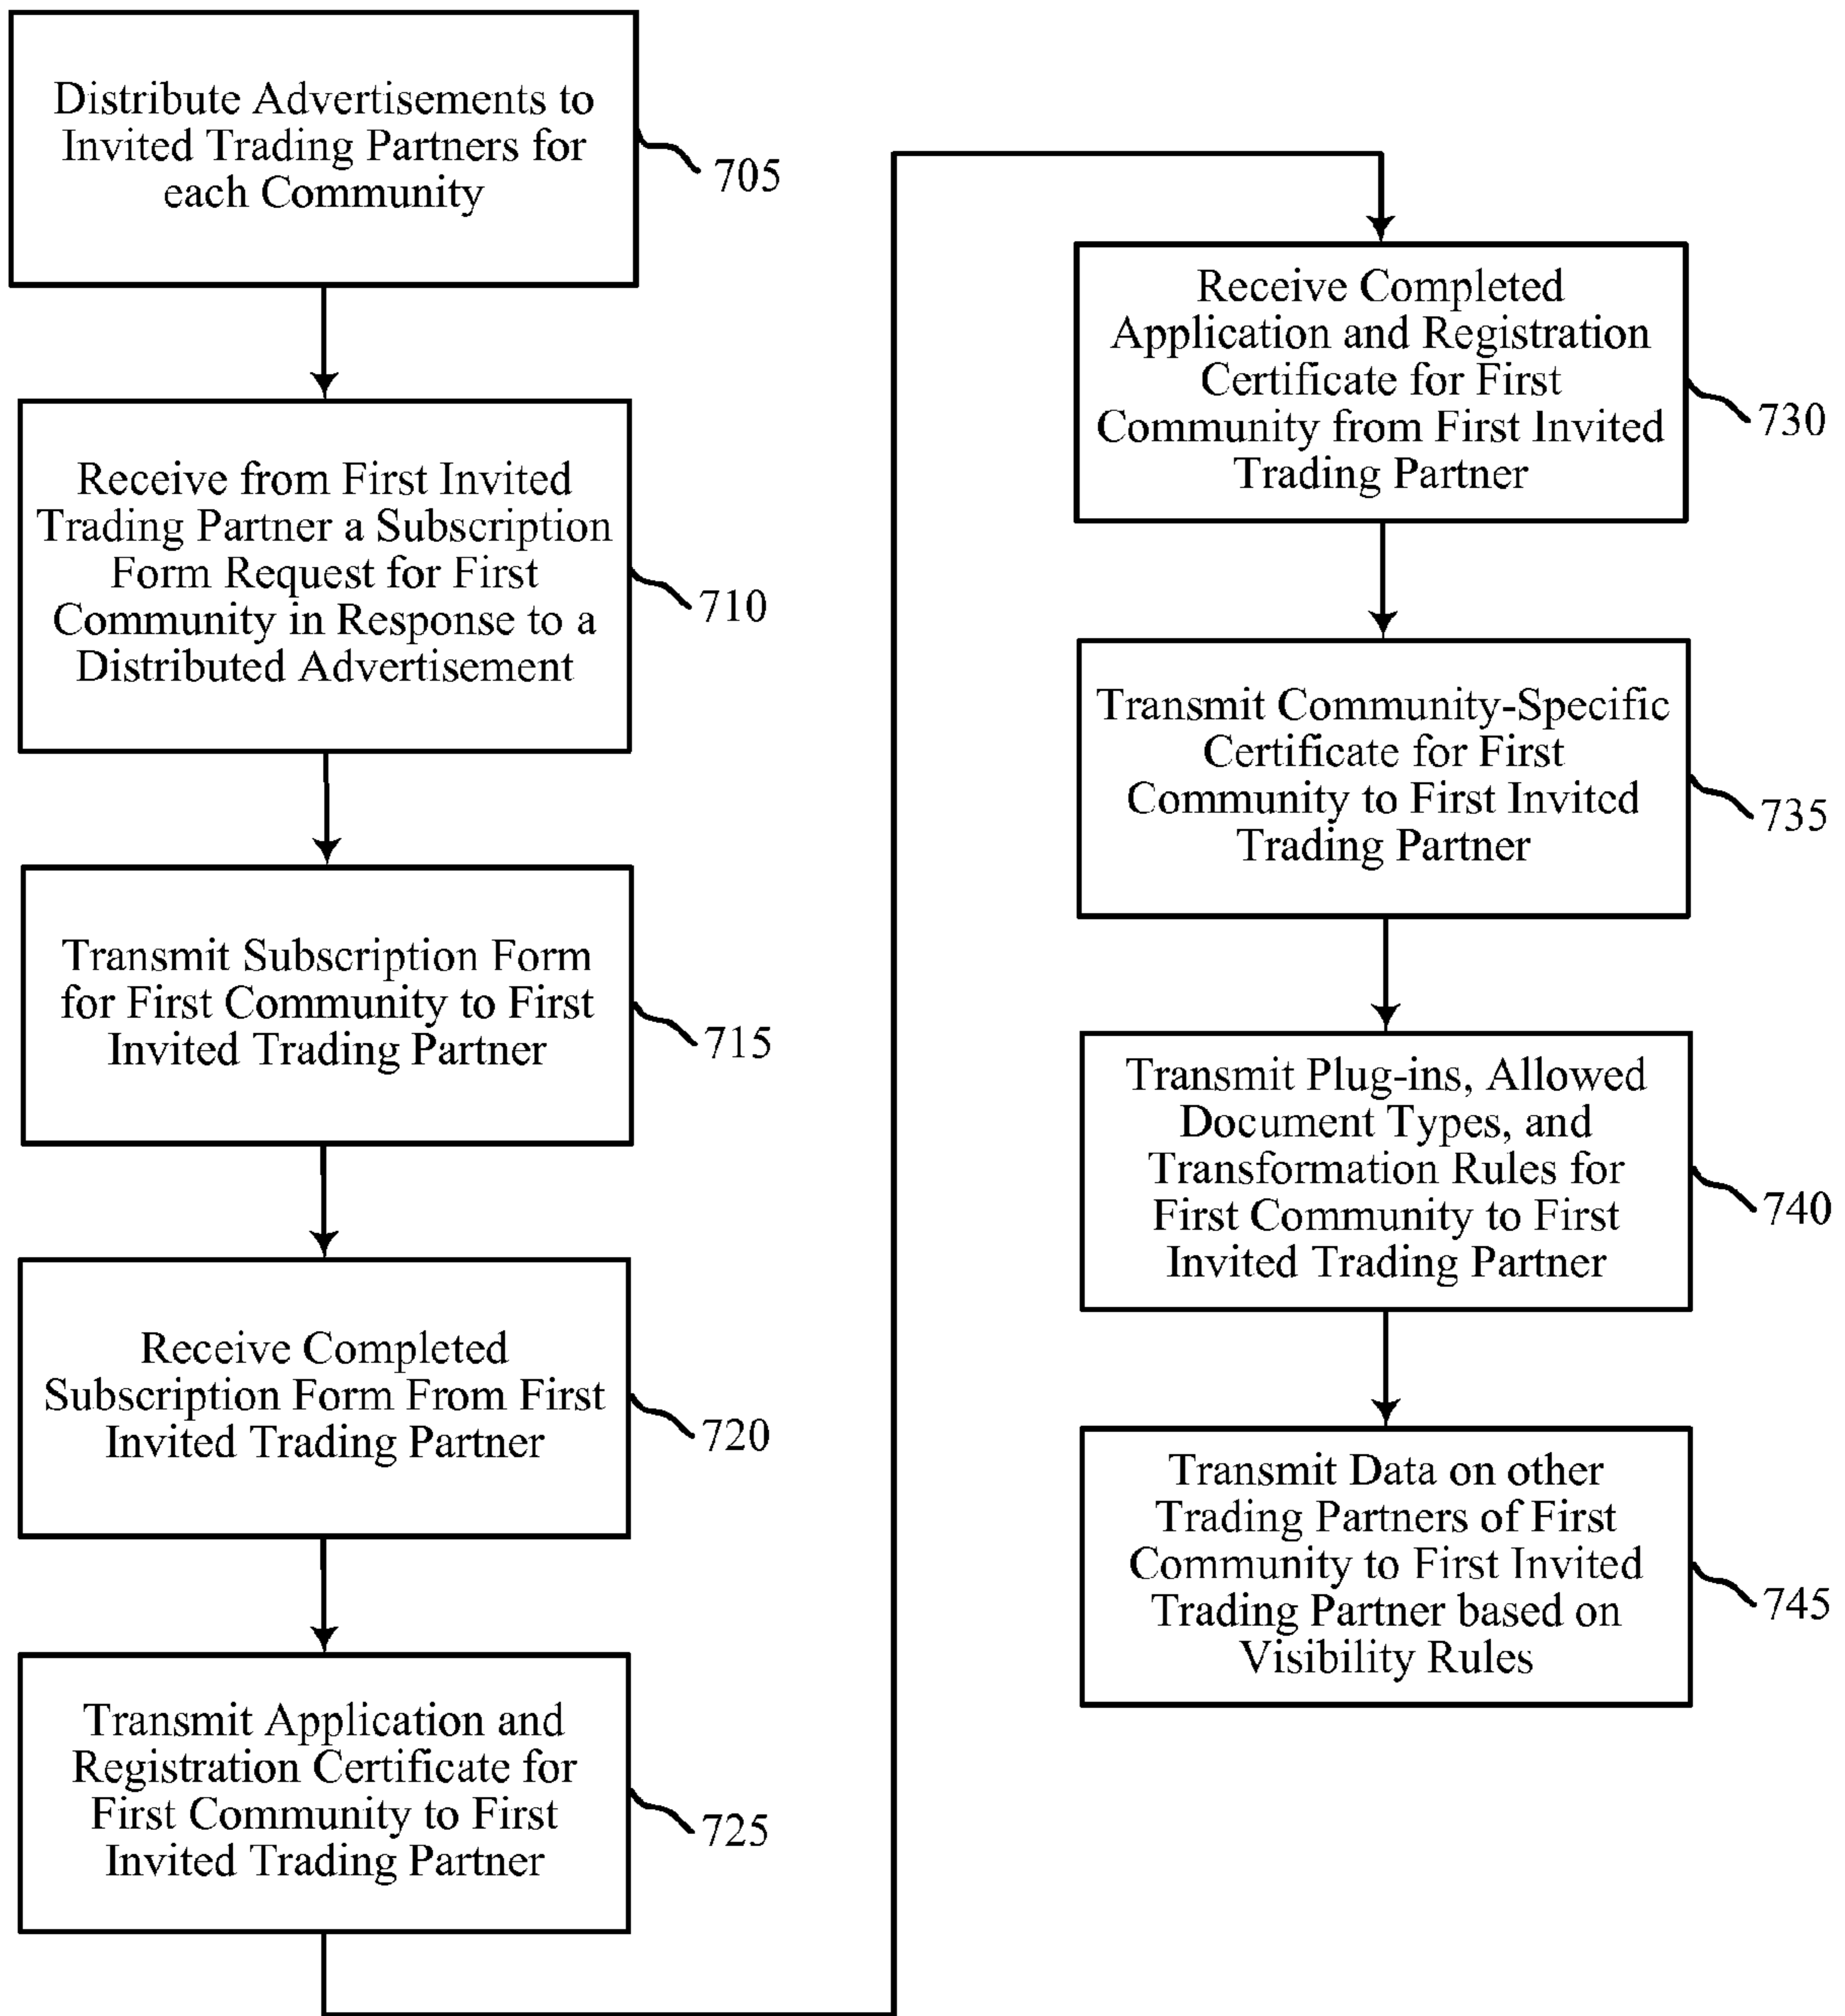 Distribute Advertisements to
Invited Trading Partners for
each Community
705
Receive from First Invited
Trading Partner a Subscription
Form Request for First
Community in Response to a
Distributed Advertisement
710
Transmit Subscription Form
for First Community to First
Invited Trading Partner
715
Receive Completed
Subscription Form From First
Invited Trading Partner
720
Transmit Application and
Registration Certificate for
First Community to First
Invited Trading Partner
725
Receive Completed
Application and Registration
Certificate for First
Community from First Invited
Trading Partner
730
Transmit Community-Specific
Certificate for First
Community to First Invited
Trading Partner
735
Transmit Plug-ins, Allowed
Document Types, and
Transformation Rules for
First Community to First
Invited Trading Partner
740
Transmit Data on other
Trading Partners of First
Community to First Invited
Trading Partner based on
Visibility Rules
745